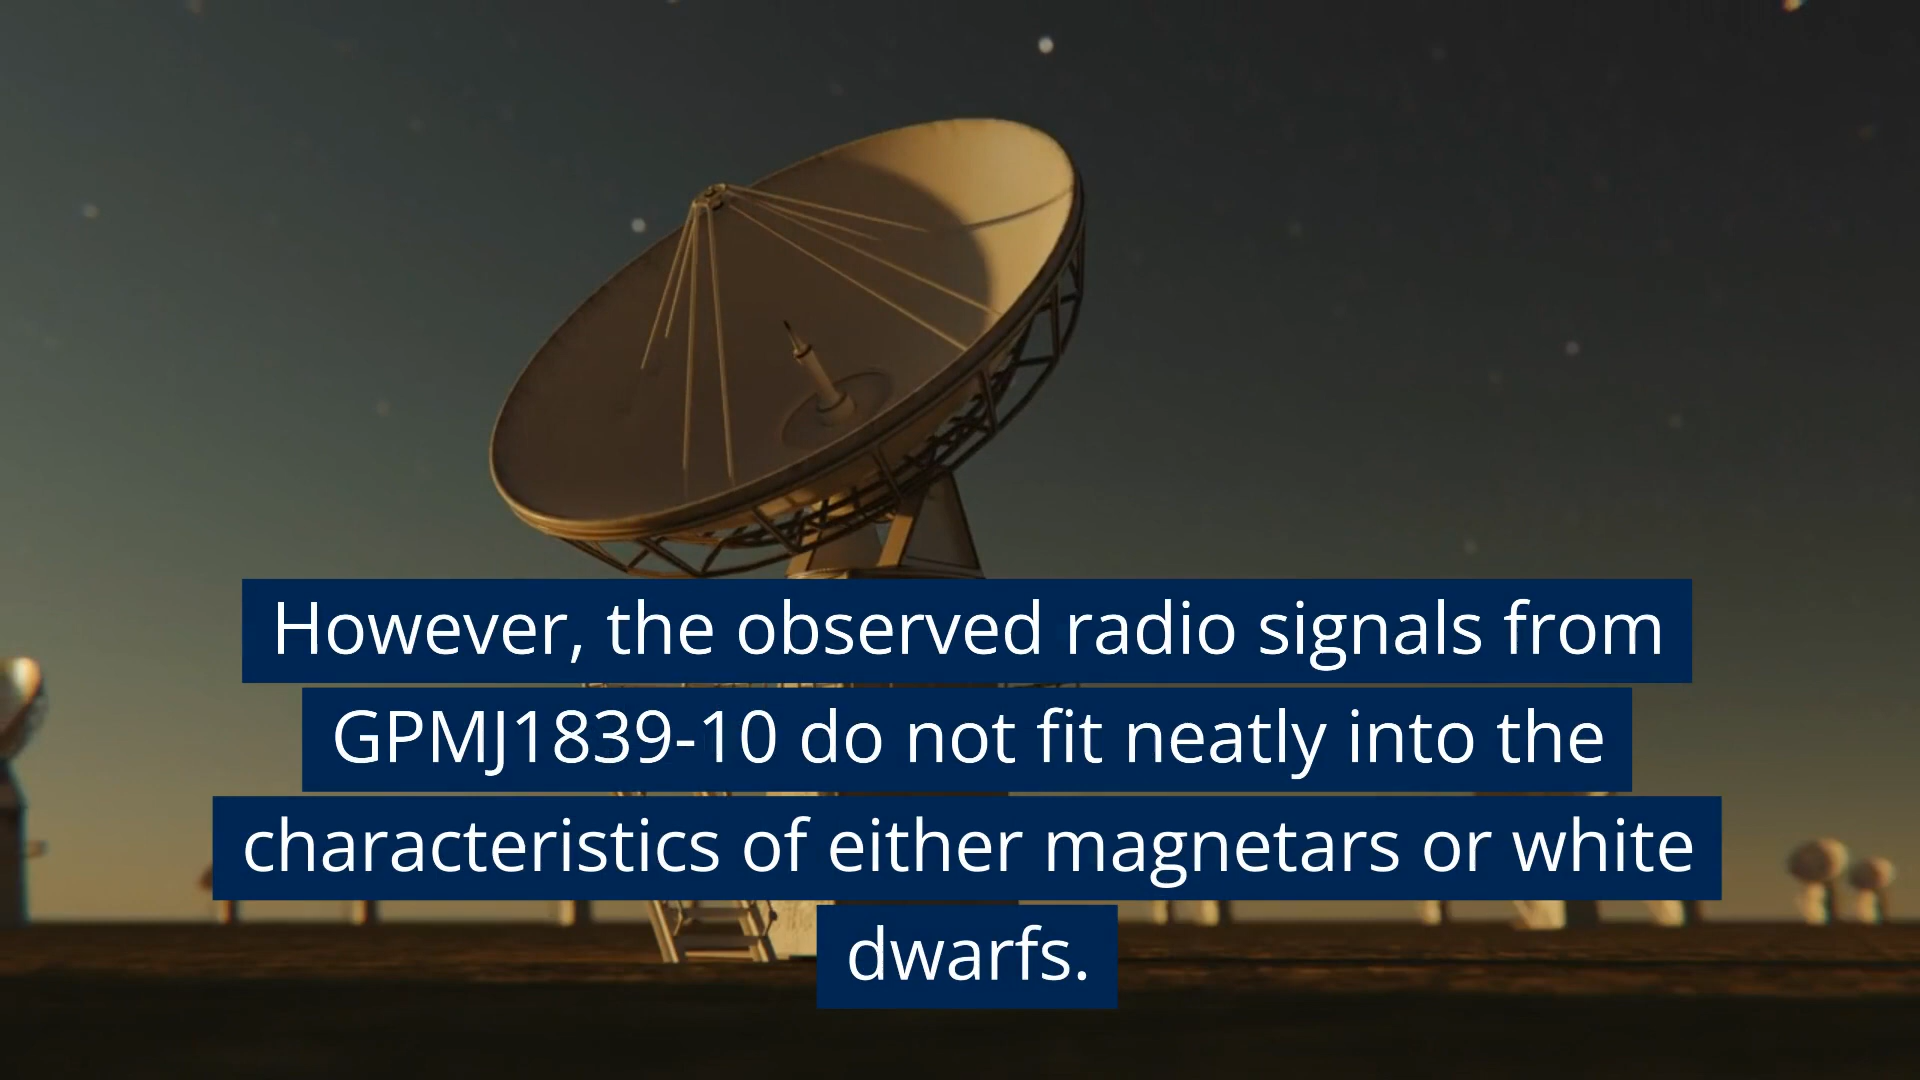 However, the observed radio signals from
GPMJ1839-10 do not fit neatly into the
characteristics of either magnetars or white
dwarfs.